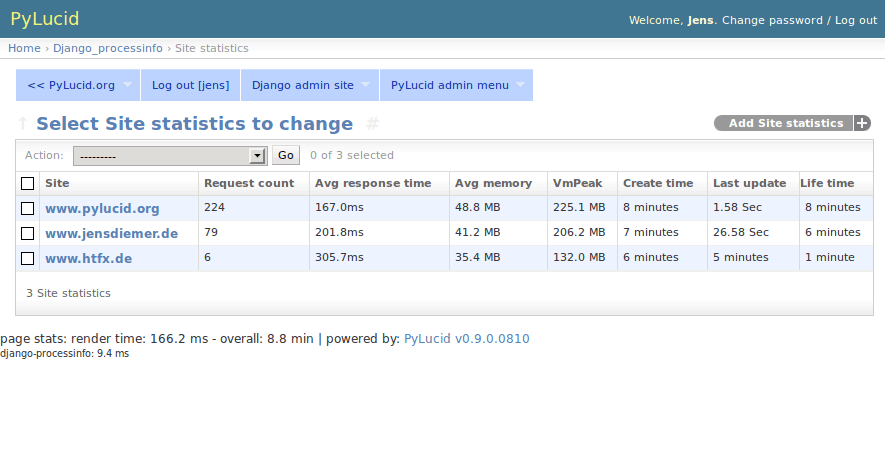 PyLucid
Welcome, Jens. Change password / Log out
Home › Django_processinfo › Site statistics
<< PyLucid.org Log out [jens] Django admin site PyLucid admin menu
↑ Select Site statistics to change #
Add Site statistics +
Action: --------- Go 0 of 3 selected
Site Request count Avg response time Avg memory VmPeak Create time Last update Life time
www.pylucid.org 224 167.0ms 48.8 MB 225.1 MB 8 minutes 1.58 Sec 8 minutes
www.jensdiemer.de 79 201.8ms 41.2 MB 206.2 MB 7 minutes 26.58 Sec 6 minutes
www.htfx.de 6 305.7ms 35.4 MB 132.0 MB 6 minutes 5 minutes 1 minute
3 Site statistics
page stats: render time: 166.2 ms - overall: 8.8 min | powered by: PyLucid v0.9.0.0810
django-processinfo: 9.4 ms